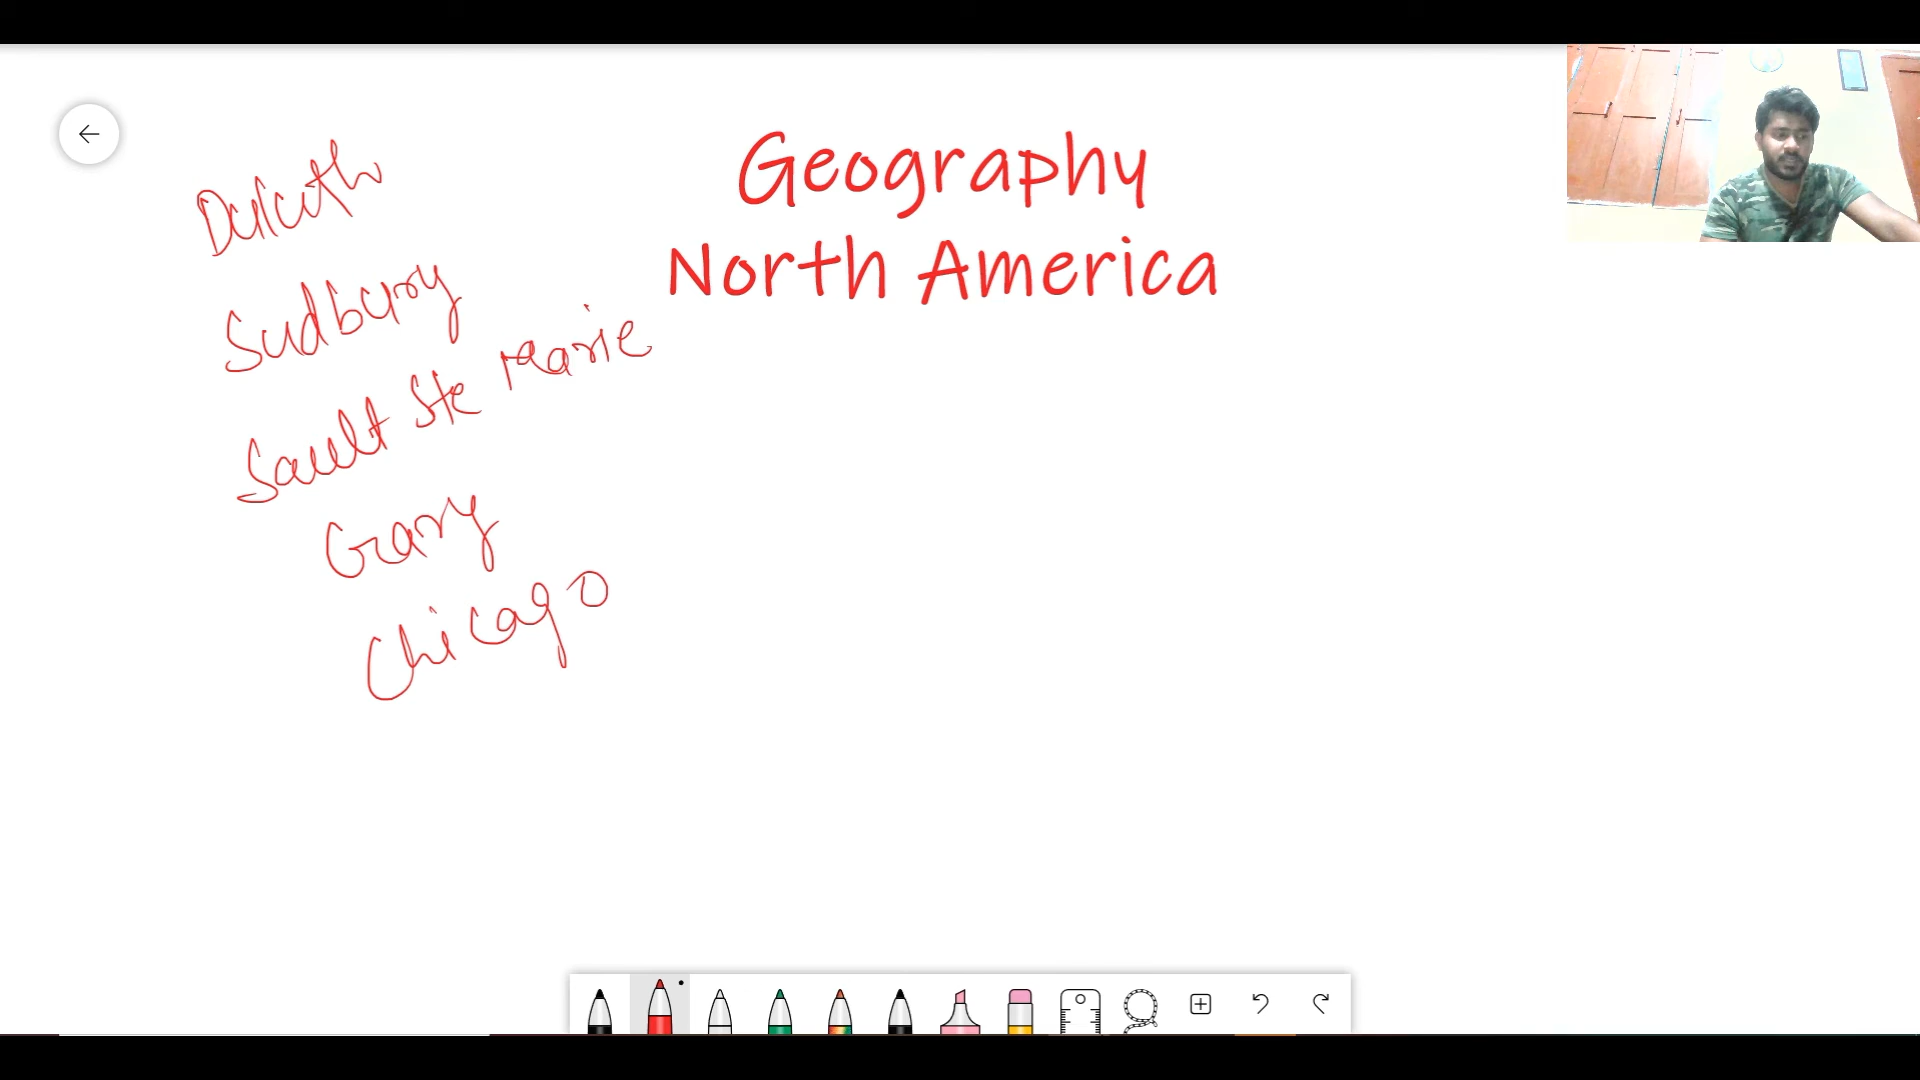 Geography
North America
Duluth
Sudbury
Sault Ste Marie
Gary
Chicago